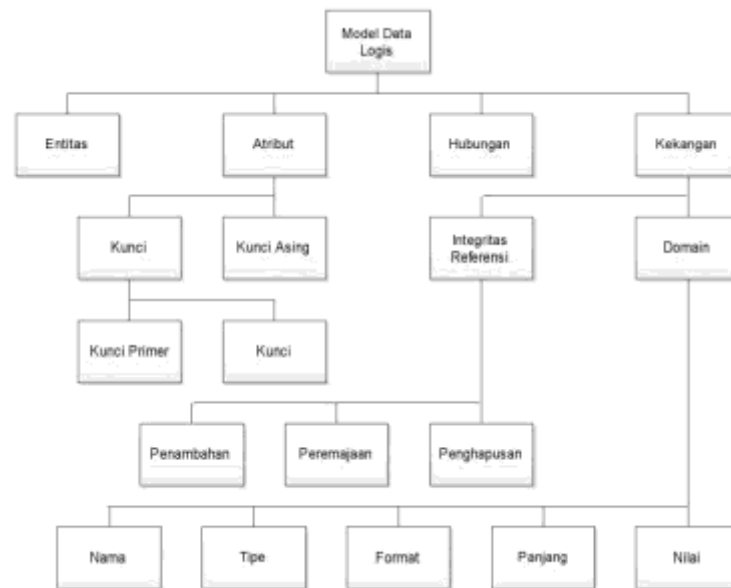 Model Data
Logis
Entitas
Atribut
Hubungan
Kekangan
Kunci
Kunci Asing
Integritas
Referensi
Domain
Kunci Primer
Kunci
Penambahan
Peremajaan
Penghapusan
Nama
Tipe
Format
Panjang
Nilai